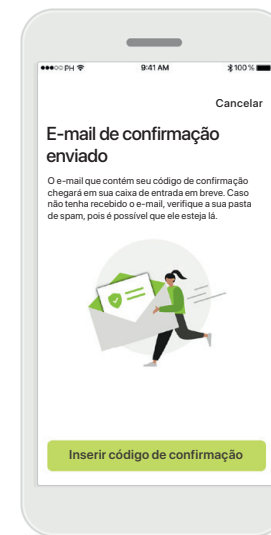 ●●●○○ PH 9:41 AM 100%
Cancelar
E-mail de confirmação
enviado
O e-mail que contém seu código de confirmação
chegará em sua caixa de entrada em breve. Caso
não tenha recebido o e-mail, verifique a sua pasta
de spam, pois é possível que ele esteja lá.
Inserir código de confirmação